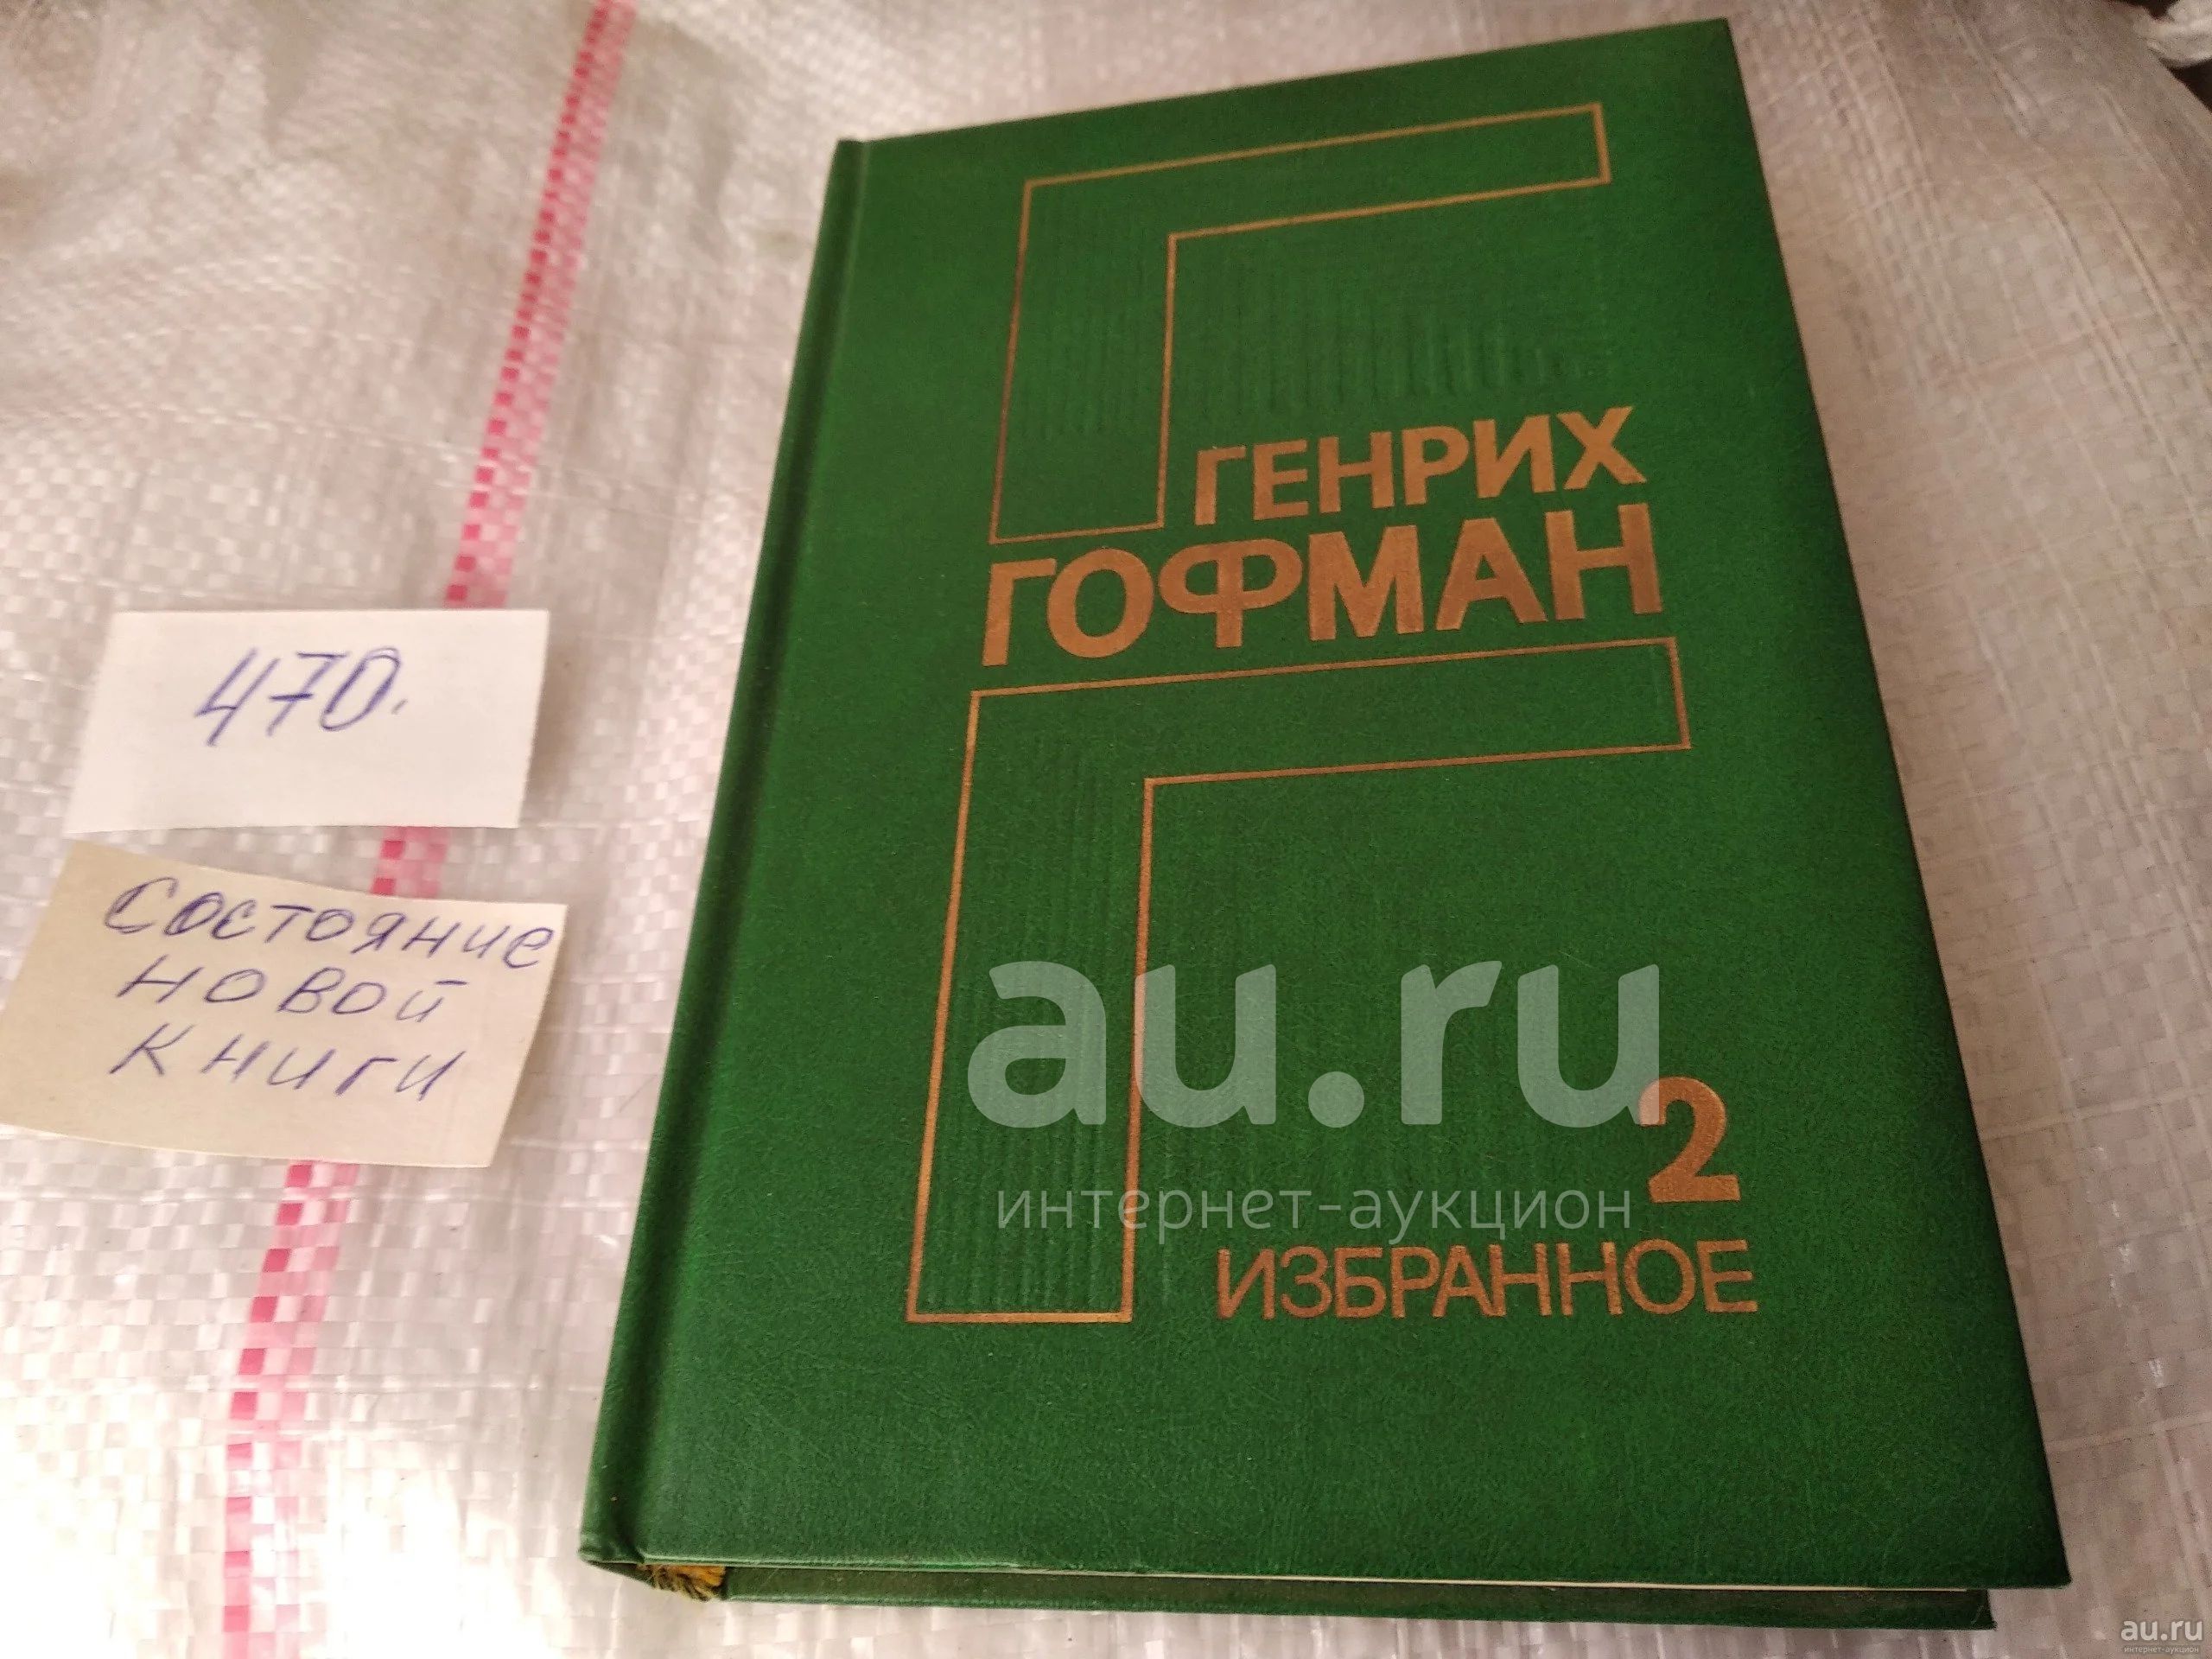 ГЕНРИХ
ГОФМАН
2
ИЗБРАННОЕ
470.
Состояние
новой
книги
au.ru
интернет-аукцион
au.ru
интернет-аукцион